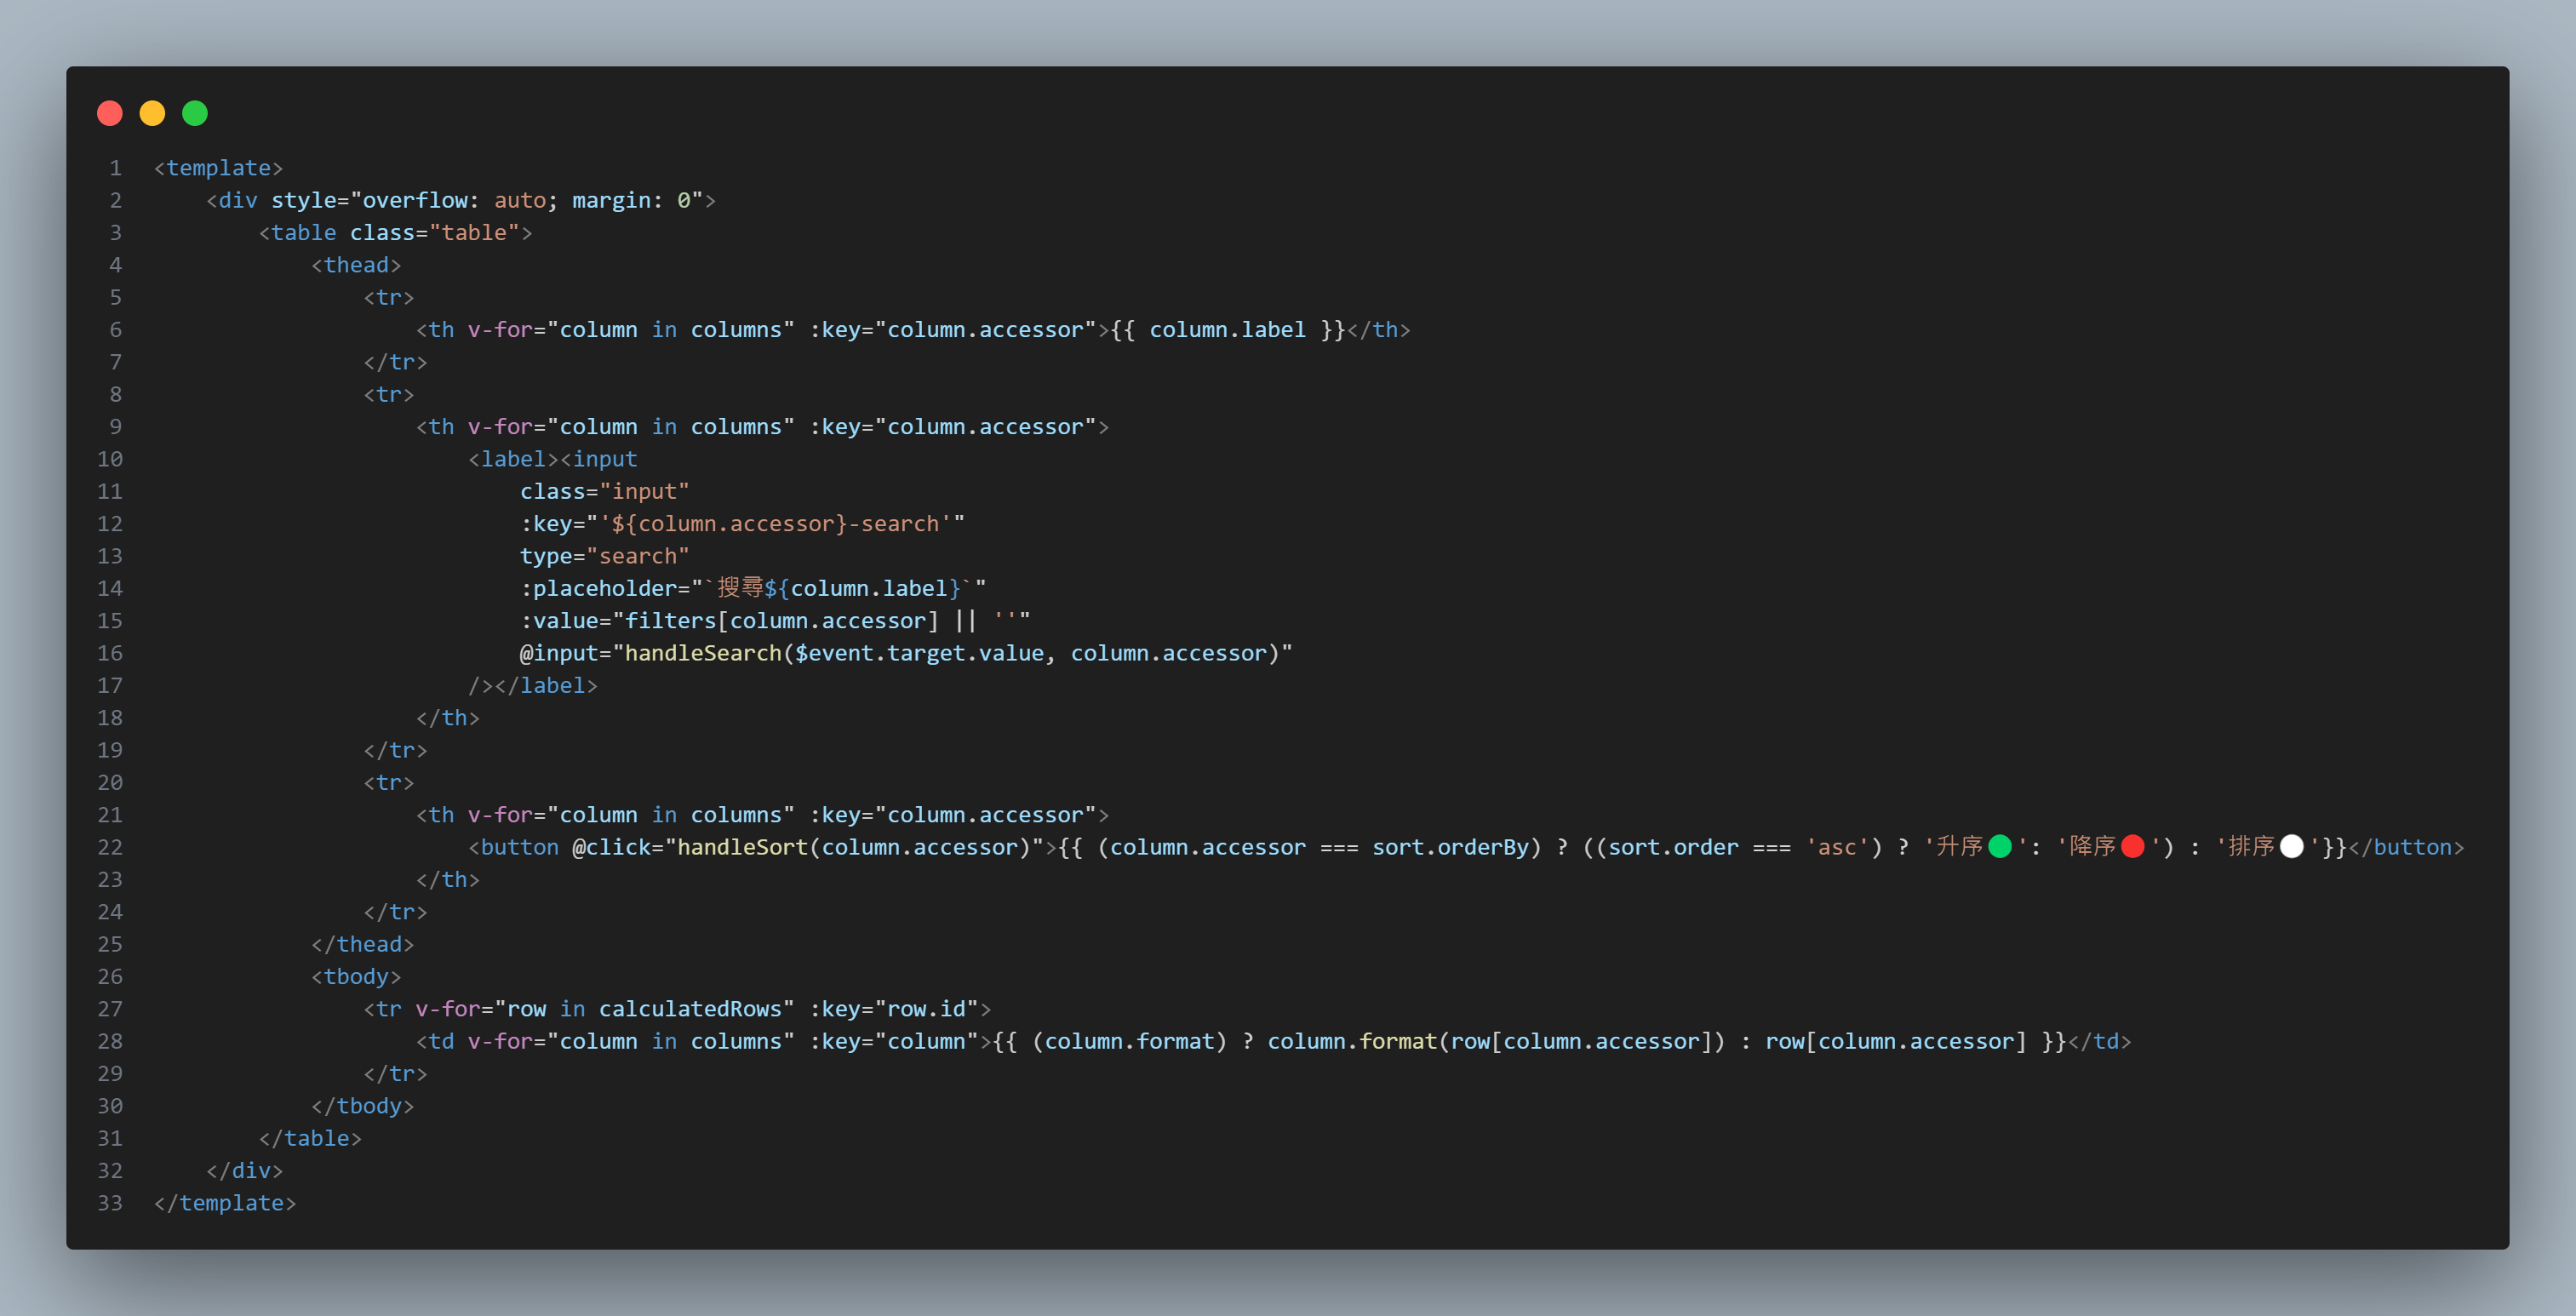 1 <template>
2     <div style="overflow: auto; margin: 0">
3         <table class="table">
4             <thead>
5                 <tr>
6                     <th v-for="column in columns" :key="column.accessor">{{ column.label }}</th>
7                 </tr>
8                 <tr>
9                     <th v-for="column in columns" :key="column.accessor">
10                         <label><input
11                             class="input"
12                             :key="'${column.accessor}-search'"
13                             type="search"
14                             :placeholder="`搜尋${column.label}`"
15                             :value="filters[column.accessor] || ''"
16                             @input="handleSearch($event.target.value, column.accessor)"
17                         /></label>
18                     </th>
19                 </tr>
20                 <tr>
21                     <th v-for="column in columns" :key="column.accessor">
22                         <button @click="handleSort(column.accessor)">{{ (column.accessor === sort.orderBy) ? ((sort.order === 'asc') ? '升序🟢': '降序🔴') : '排序⚪'}}</button>
23                     </th>
24                 </tr>
25             </thead>
26             <tbody>
27                 <tr v-for="row in calculatedRows" :key="row.id">
28                     <td v-for="column in columns" :key="column">{{ (column.format) ? column.format(row[column.accessor]) : row[column.accessor] }}</td>
29                 </tr>
30             </tbody>
31         </table>
32     </div>
33 </template>